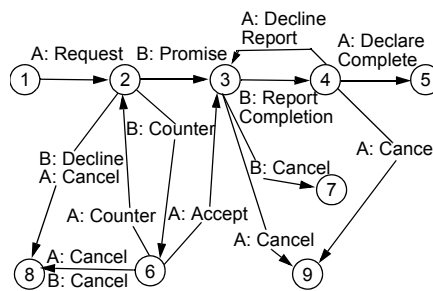 A: Decline
Report
A: Declare
Complete
A: Request
B: Promise
1
2
3
4
5
B: Report
Completion
B: Counter
B: Decline
A: Cancel
B: Cancel
A: Cance
7
A: Counter
A: Accept
A: Cancel
A: Cancel
B: Cancel
8
6
9